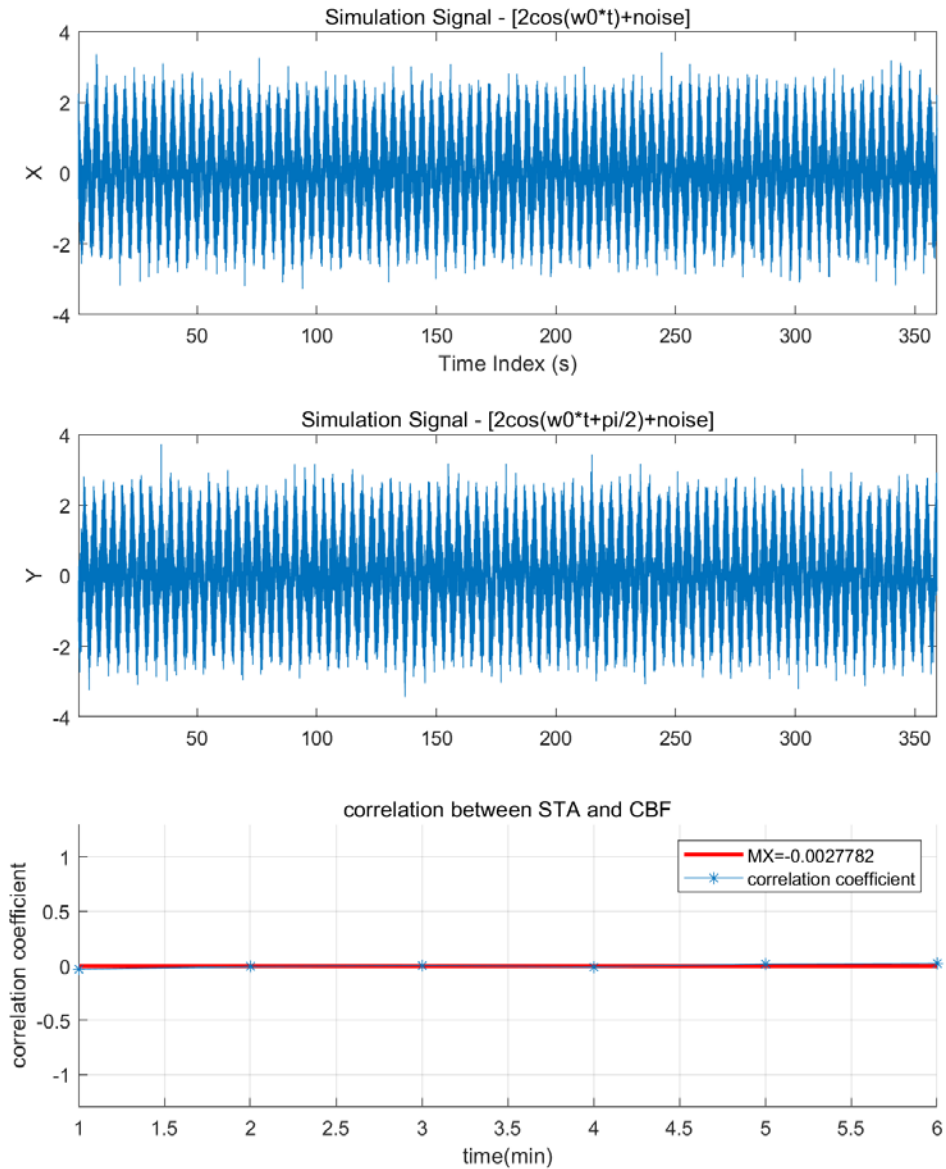 Simulation Signal - [2cos(w0*t)+noise]
4
2
0
-2
-4
X
50 100 150 200 250 300 350
Time Index (s)
Simulation Signal - [2cos(w0*t+pi/2)+noise]
4
2
0
-2
-4
Y
50 100 150 200 250 300 350
correlation between STA and CBF
1
0.5
0
-0.5
-1
correlation coefficient
MX=-0.0027782
correlation coefficient
1 1.5 2 2.5 3 3.5 4 4.5 5 5.5 6
time(min)